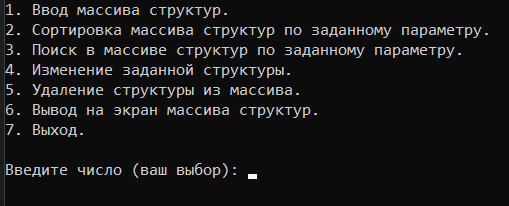 1. Ввод массива структур.
2. Сортировка массива структур по заданному параметру.
3. Поиск в массиве структур по заданному параметру.
4. Изменение заданной структуры.
5. Удаление структуры из массива.
6. Вывод на экран массива структур.
7. Выход.
Введите число (ваш выбор):